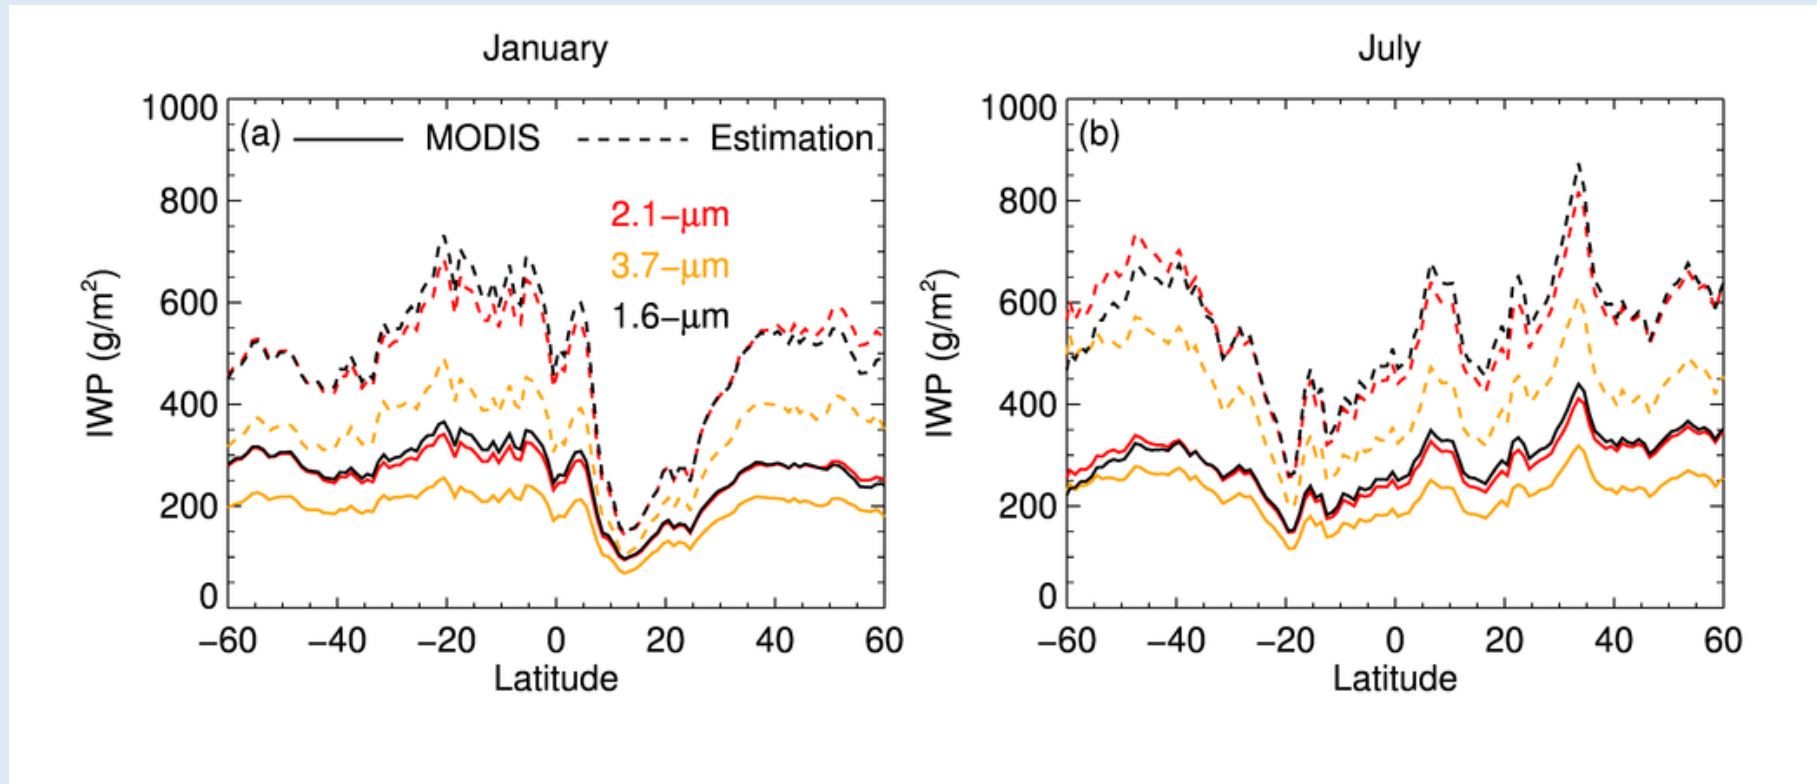 January
1000
(a) MODIS Estimation
800
2.1–μm
3.7–μm
600
1.6–μm
400
200
0
IWP (g/m²)
–60 –40 –20 0 20 40 60
Latitude
July
1000
(b)
800
600
400
200
0
IWP (g/m²)
–60 –40 –20 0 20 40 60
Latitude